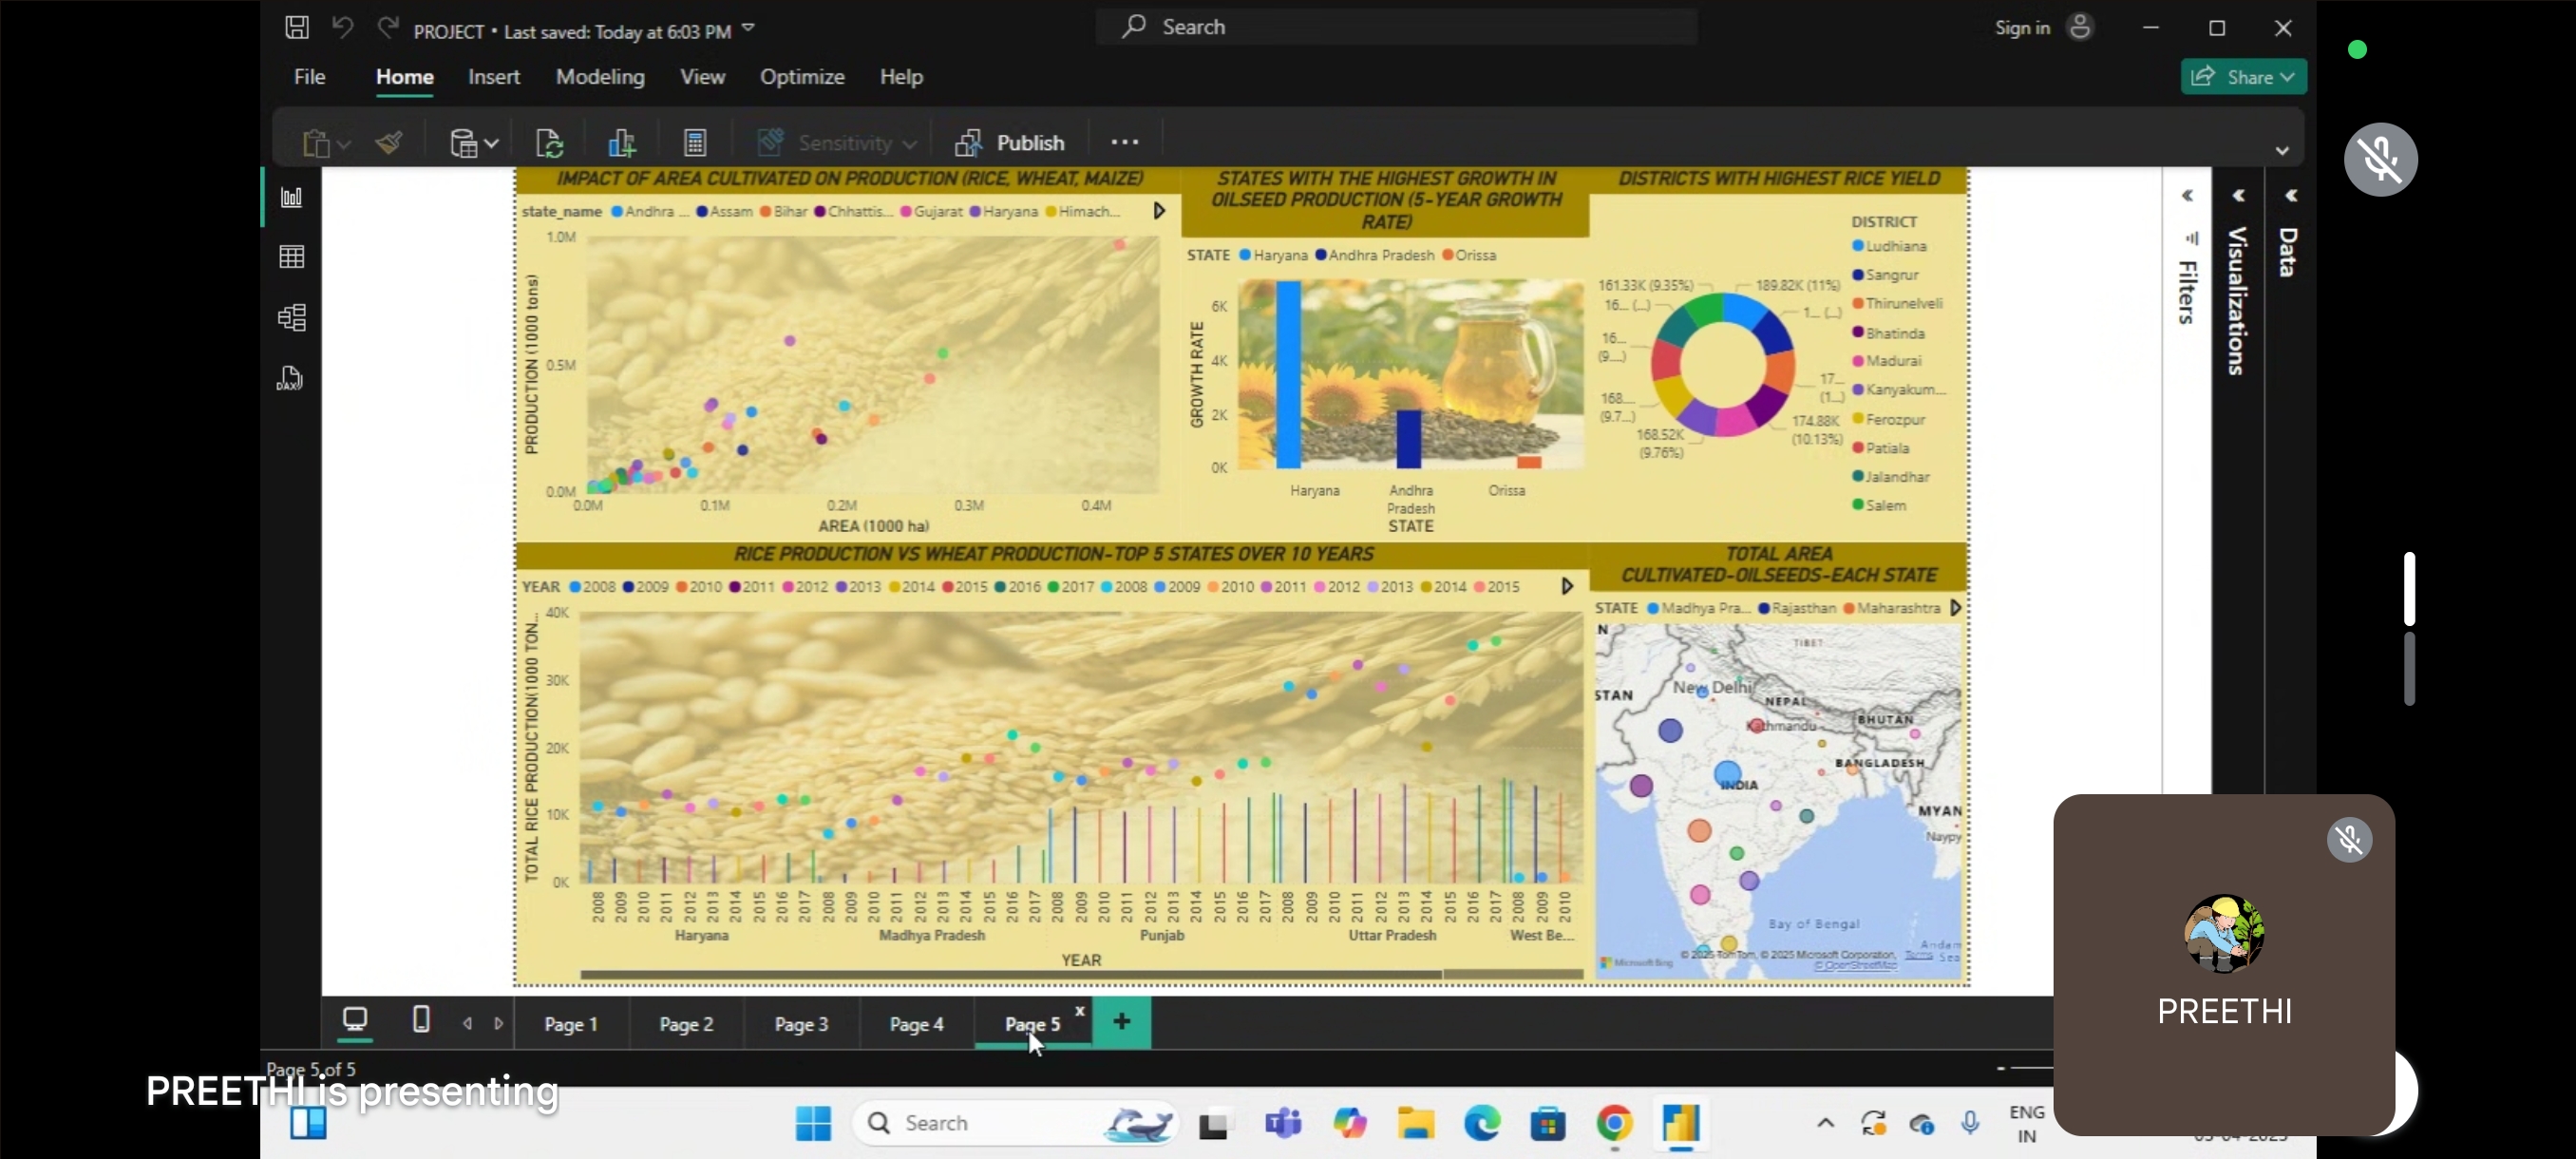 PROJECT • Last saved: Today at 6:03 PM
Search
Sign in
File Home Insert Modeling View Optimize Help
Share
Sensitivity
Publish
IMPACT OF AREA CULTIVATED ON PRODUCTION (RICE, WHEAT, MAIZE)
state_name Andhra ... Assam Bihar Chhattis... Gujarat Haryana Himach...
PRODUCTION (1000 tons)
1.0M
0.5M
0.0M
0.0M 0.1M 0.2M 0.3M 0.4M
AREA (1000 ha)
STATES WITH THE HIGHEST GROWTH IN
OILSEED PRODUCTION (5-YEAR GROWTH
RATE)
STATE Haryana Andhra Pradesh Orissa
GROWTH RATE
6K
4K
2K
0K
Haryana Andhra Orissa
Pradesh
STATE
DISTRICTS WITH HIGHEST RICE YIELD
DISTRICT
Ludhiana
Sangrur
Thirunelveli
Bhatinda
Madurai
Kanyakum...
Ferozpur
Patiala
Jalandhar
Salem
161.33K (9.35%)
189.82K (11%)
16... (...)
1... (...)
16...
(9....)
17...
(1...)
168....
(9.7...)
174.88K
(10.13%)
168.52K
(9.76%)
RICE PRODUCTION VS WHEAT PRODUCTION-TOP 5 STATES OVER 10 YEARS
YEAR 2008 2009 2010 2011 2012 2013 2014 2015 2016 2017 2008 2009 2010 2011 2012 2013 2014 2015
TOTAL RICE PRODUCTION(1000 TON...
40K
30K
20K
10K
0K
2008 2009 2010 2011 2012 2013 2014 2015 2016 2017 2008 2009 2010 2011 2012 2013 2014 2015 2016 2017 2008 2009 2010 2011 2012 2013 2014 2015 2016 2017 2008 2009 2010 2011 2012 2013 2014 2015 2016 2017 2008 2009 2010
Haryana Madhya Pradesh Punjab Uttar Pradesh West Be...
YEAR
TOTAL AREA
CULTIVATED-OILSEEDS-EACH STATE
STATE Madhya Pra... Rajasthan Maharashtra
N
TIBET
STAN
New Delhi
NEPAL
Kathmandu
BHUTAN
BANGLADESH
INDIA
MYAN
Naypy
Bay of Bengal
Andam
Sea
Microsoft Bing
© 2025 TomTom, © 2025 Microsoft Corporation,
Terms
© OpenStreetMap
Filters
Visualizations
Data
DAX
Page 1 Page 2 Page 3 Page 4 Page 5
Page 5 of 5
PREETHI is presenting
PREETHI
Search
ENG
IN